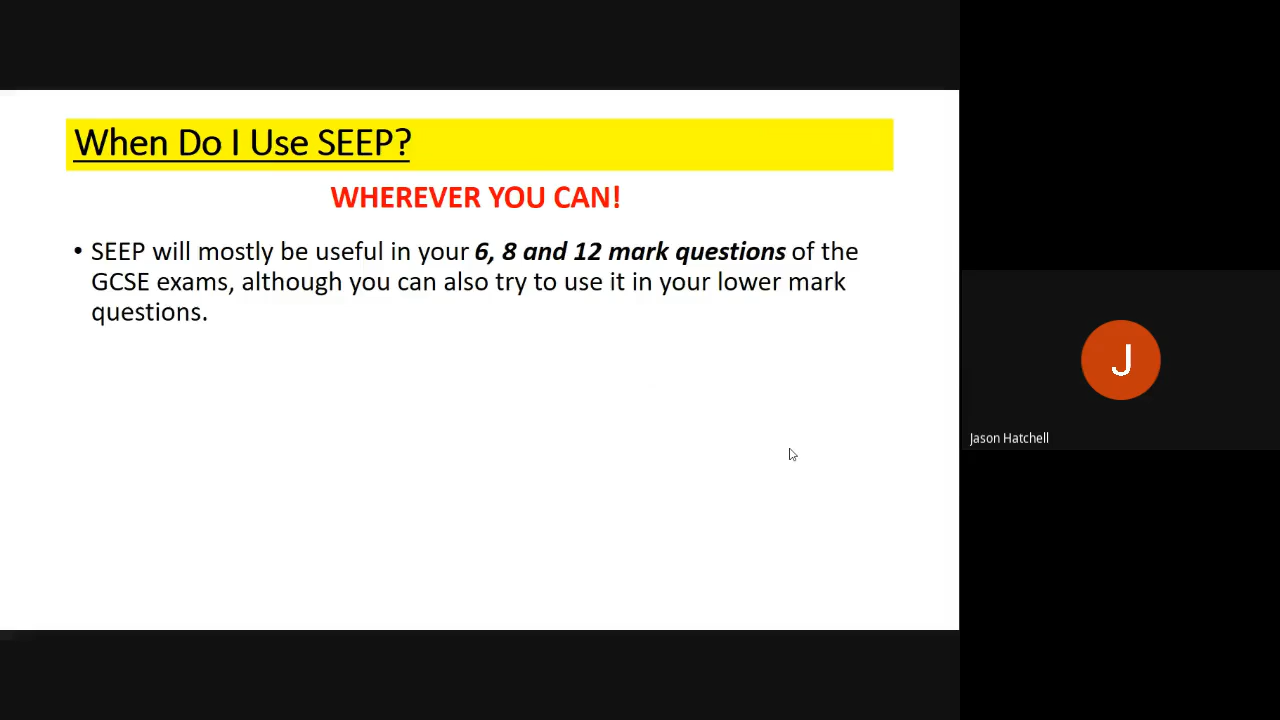 When Do I Use SEEP?
WHEREVER YOU CAN!
• SEEP will mostly be useful in your 6, 8 and 12 mark questions of the
GCSE exams, although you can also try to use it in your lower mark
questions.
J
Jason Hatchell